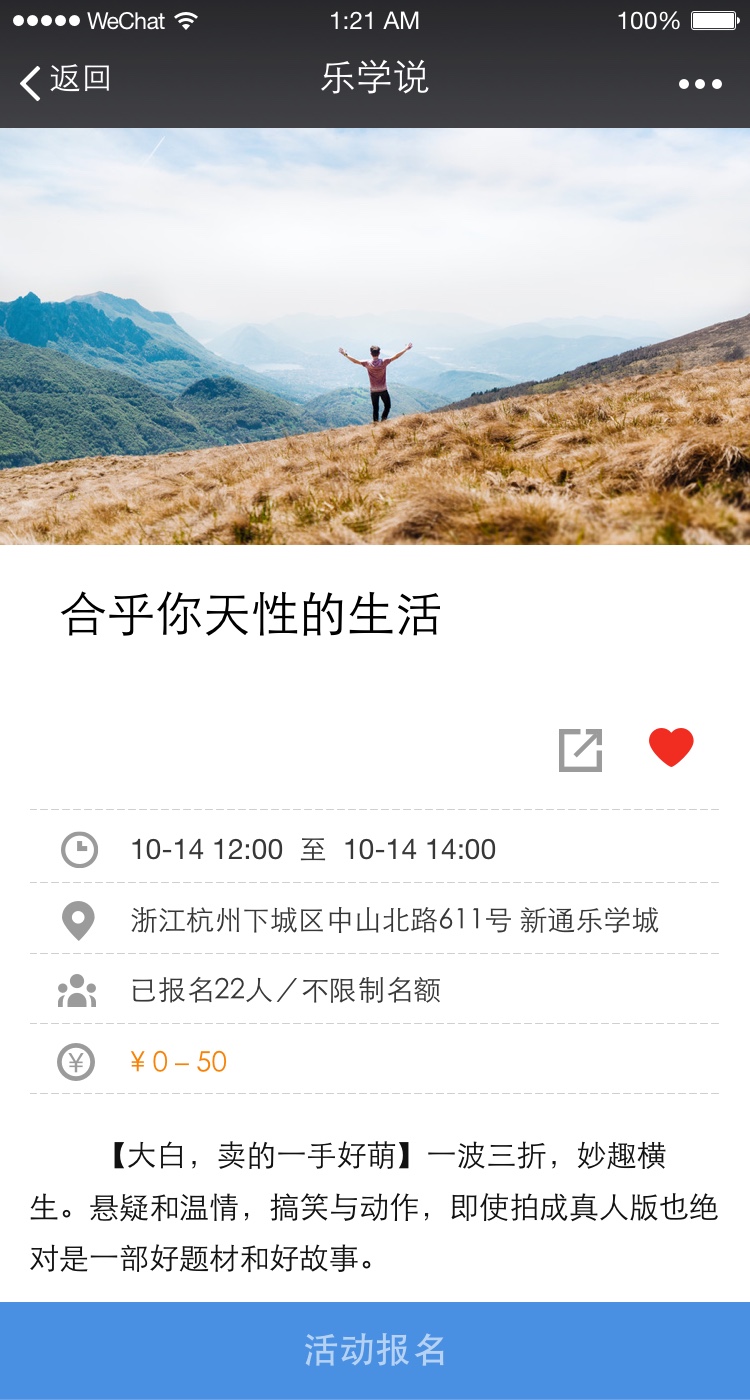 WeChat 1:21 AM 100%
返回 乐学说
合乎你天性的生活
10-14 12:00 至 10-14 14:00
浙江杭州下城区中山北路611号 新通乐学城
已报名22人／不限制名额
¥ 0 – 50
【大白，卖的一手好萌】一波三折，妙趣横
生。悬疑和温情，搞笑与动作，即使拍成真人版也绝
对是一部好题材和好故事。
活动报名